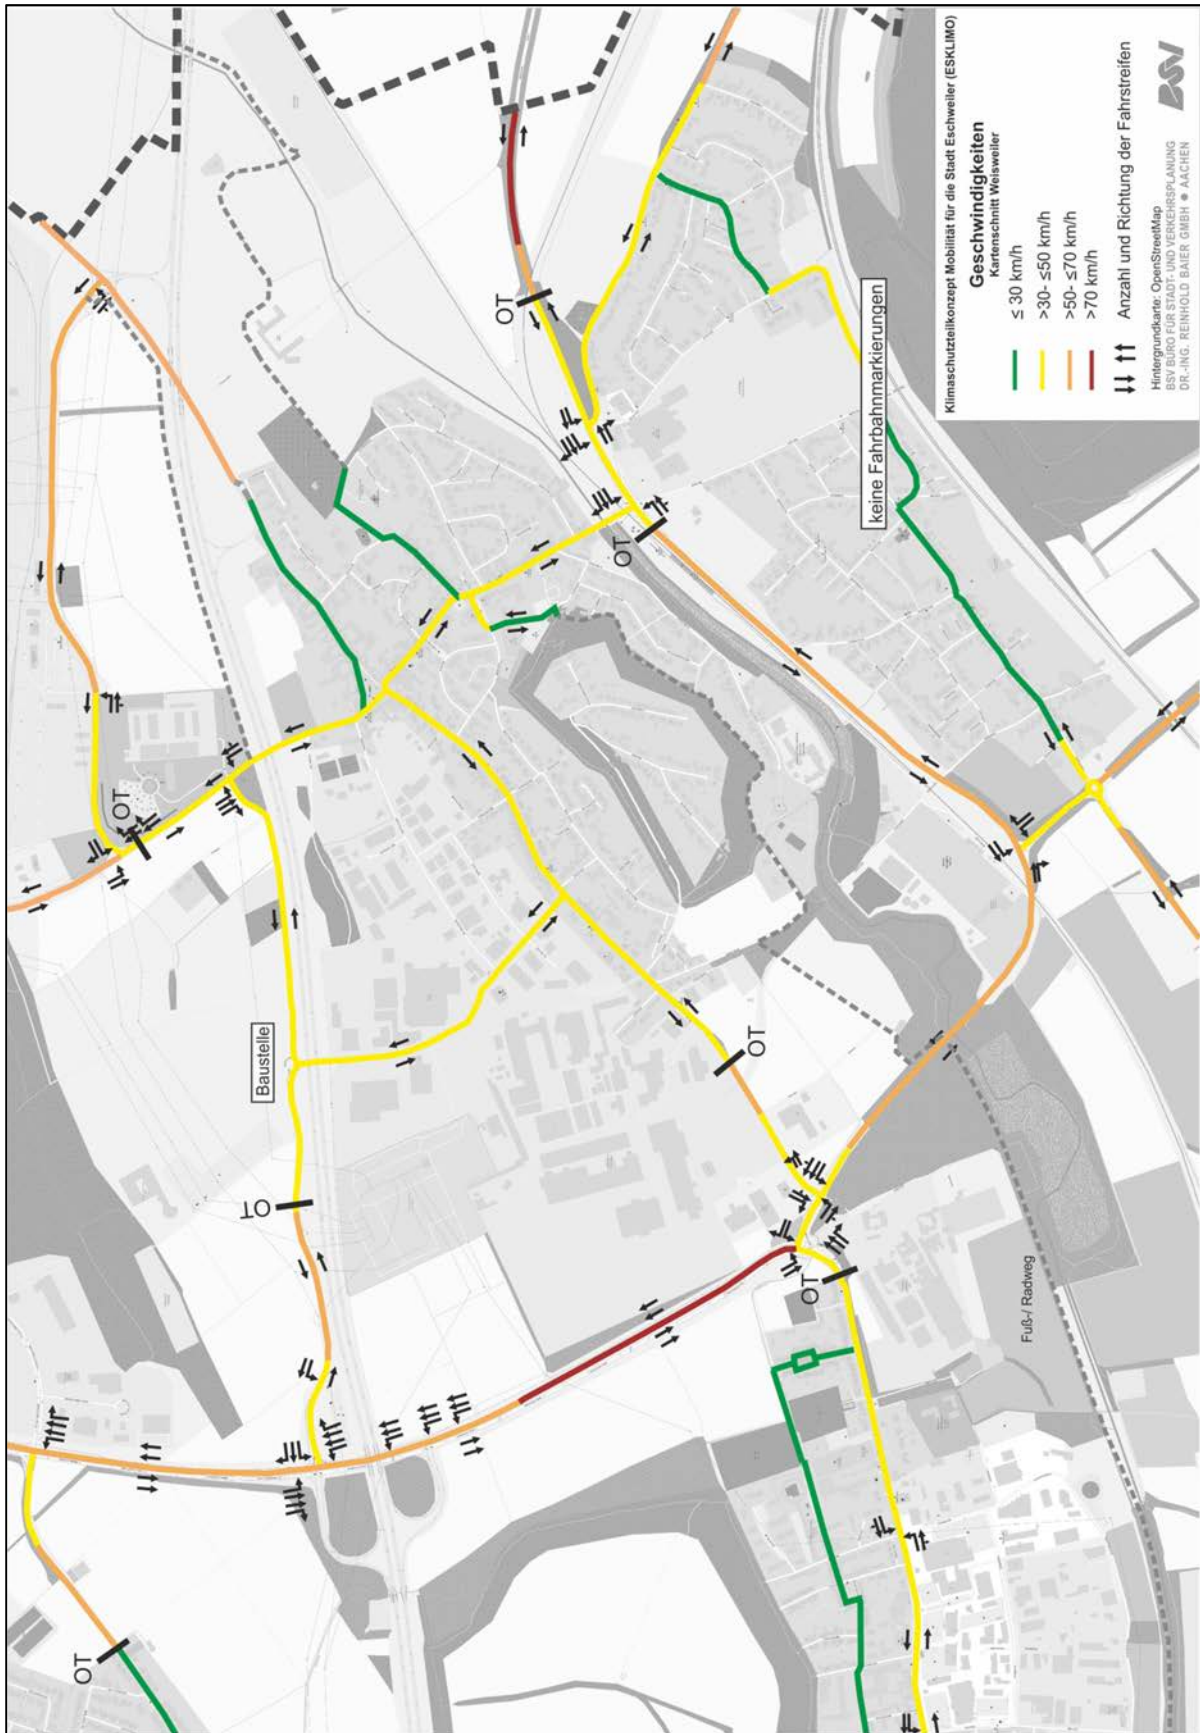 Klimaschutzteilkonzept Mobilität für die Stadt Eschweiler (ESKLIMO)
Geschwindigkeiten
Kartenschnitt Weisweiler
≤ 30 km/h
>30- ≤50 km/h
>50- ≤70 km/h
>70 km/h
Anzahl und Richtung der Fahrstreifen
Hintergrundkarte: OpenStreetMap
BSV BÜRO FÜR STADT- UND VERKEHRSPLANUNG
DR.-ING. REINHOLD BAIER GMBH ● AACHEN
BSV
keine Fahrbahnmarkierungen
Baustelle
Fuß-/ Radweg
OT
OT
OT
OT
OT
OT
OT